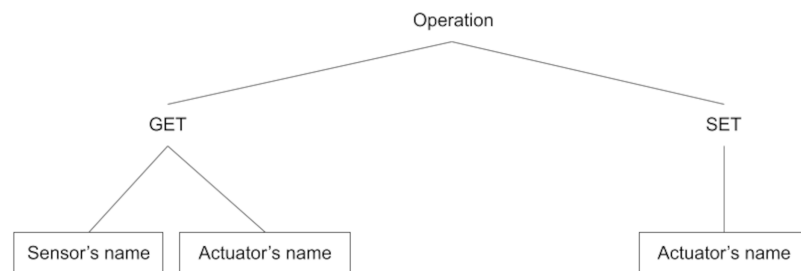 Operation
GET
SET
Sensor's name
Actuator's name
Actuator's name